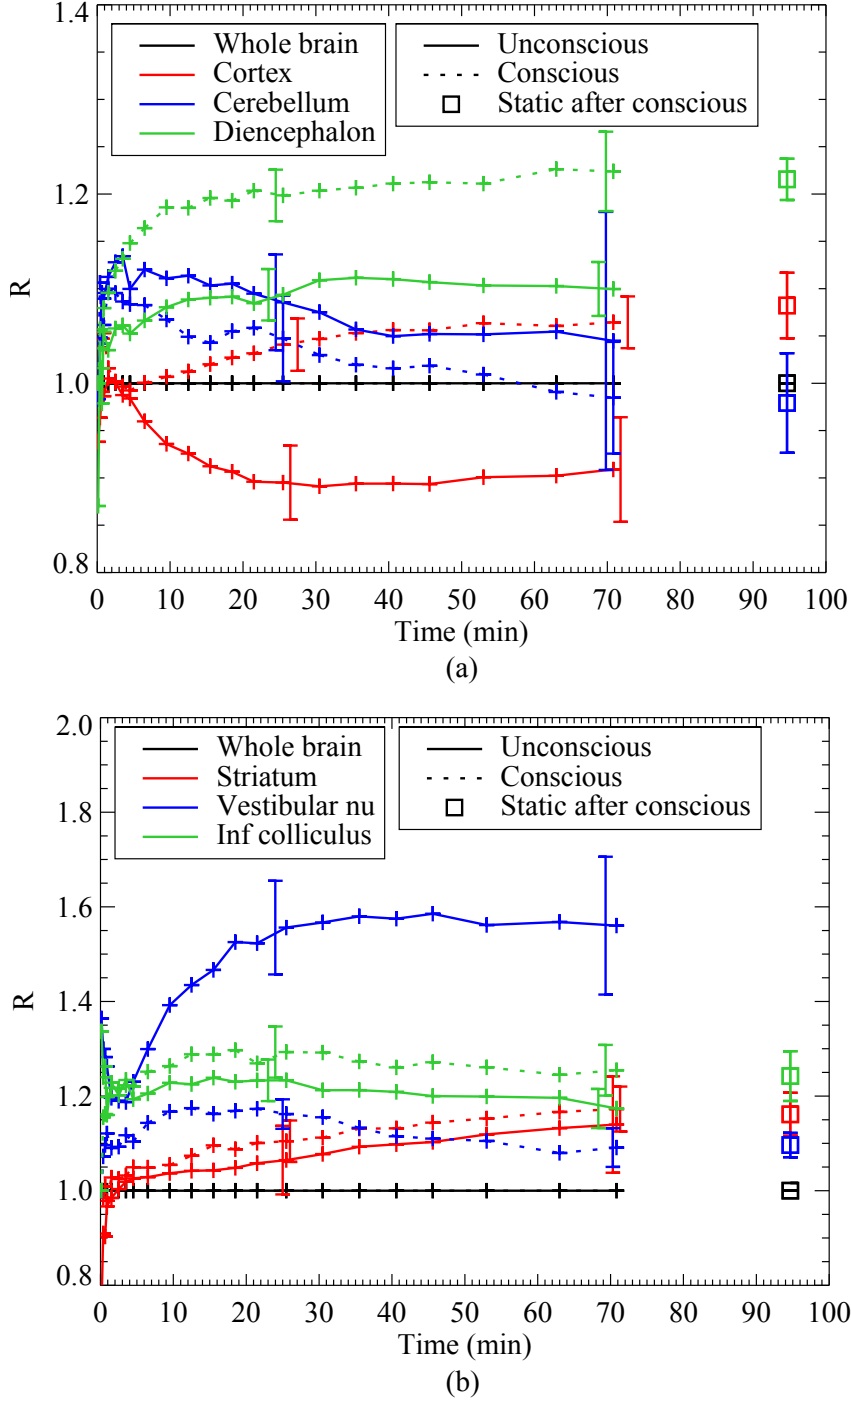 1.4
Whole brain
Cortex
Cerebellum
Diencephalon
Unconscious
Conscious
Static after conscious
1.2
R
1.0
0.8
0 10 20 30 40 50 60 70 80 90 100
Time (min)
(a)
2.0
Whole brain
Striatum
Vestibular nu
Inf colliculus
Unconscious
Conscious
Static after conscious
1.8
1.6
R
1.4
1.2
1.0
0.8
0 10 20 30 40 50 60 70 80 90 100
Time (min)
(b)